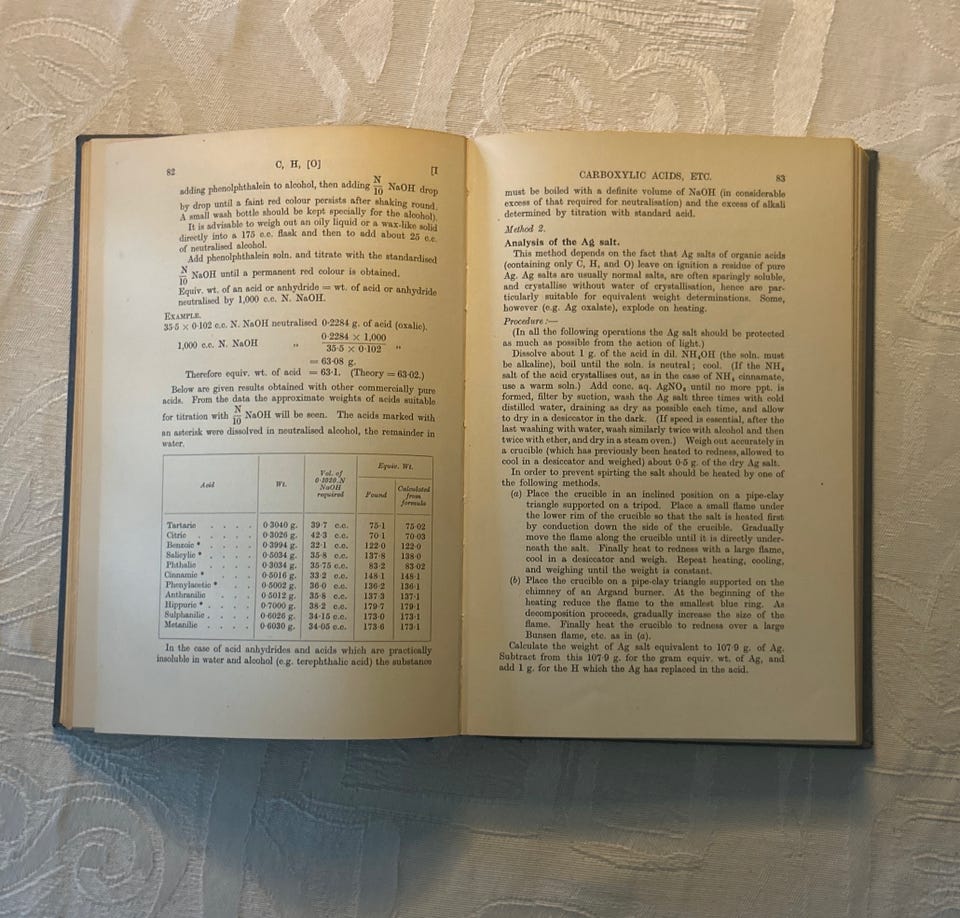 82
C, H, [O]
[I
adding phenolphthalein to alcohol, then adding N/10 NaOH drop
by drop until a faint red colour persists after shaking round.
A small wash bottle should be kept specially for the alcohol).
It is advisable to weigh out an oily liquid or a wax-like solid
directly into a 175 c.c. flask and then to add about 25 c.c.
of neutralised alcohol.
Add phenolphthalein soln. and titrate with the standardised
N/10 NaOH until a permanent red colour is obtained.
Equiv. wt. of an acid or anhydride = wt. of acid or anhydride
neutralised by 1,000 c.c. N. NaOH.
EXAMPLE.
35·5 × 0·102 c.c. N. NaOH neutralised 0·2284 g. of acid (oxalic).
1,000 c.c. N. NaOH „ 0·2284 × 1,000 / 35·5 × 0·102 „
= 63·08 g.
Therefore equiv. wt. of acid = 63·1. (Theory = 63·02.)
Below are given results obtained with other commercially pure
acids. From the data the approximate weights of acids suitable
for titration with N/10 NaOH will be seen. The acids marked with
an asterisk were dissolved in neutralised alcohol, the remainder in
water.
Acid Wt. Vol. of 0·1020 N NaOH required Equiv. Wt.
Found Calculated from formula
Tartaric . . . . 0·3040 g. 39·7 c.c. 75·1 75·02
Citric . . . . . 0·3026 g. 42·3 c.c. 70·1 70·03
Benzoic * . . . . 0·3994 g. 32·1 c.c. 122·0 122·0
Salicylic * . . . . 0·5034 g. 35·8 c.c. 137·8 138·0
Phthalic . . . . 0·3034 g. 35·75 c.c. 83·2 83·02
Cinnamic * . . . . 0·5016 g. 33·2 c.c. 148·1 148·1
Phenylacetic * . . . 0·5002 g. 36·0 c.c. 136·2 136·1
Anthranilic . . . . 0·5012 g. 35·8 c.c. 137·3 137·1
Hippuric * . . . . 0·7000 g. 38·2 c.c. 179·7 179·1
Sulphanilic . . . . 0·6026 g. 34·15 c.c. 173·0 173·1
Metanilic . . . . 0·6030 g. 34·05 c.c. 173·6 173·1
In the case of acid anhydrides and acids which are practically
insoluble in water and alcohol (e.g. terephthalic acid) the substance
CARBOXYLIC ACIDS, ETC. 83
must be boiled with a definite volume of NaOH (in considerable
excess of that required for neutralisation) and the excess of alkali
determined by titration with standard acid.
Method 2.
Analysis of the Ag salt.
This method depends on the fact that Ag salts of organic acids
(containing only C, H, and O) leave on ignition a residue of pure
Ag. Ag salts are usually normal salts, are often sparingly soluble,
and crystallise without water of crystallisation, hence are par-
ticularly suitable for equivalent weight determinations. Some,
however (e.g. Ag oxalate), explode on heating.
Procedure:—
(In all the following operations the Ag salt should be protected
as much as possible from the action of light.)
Dissolve about 1 g. of the acid in dil. NH₄OH (the soln. must
be alkaline), boil until the soln. is neutral; cool. (If the NH₄
salt of the acid crystallises out, as in the case of NH₄ cinnamate,
use a warm soln.) Add conc. aq. AgNO₃ until no more ppt. is
formed, filter by suction, wash the Ag salt three times with cold
distilled water, draining as dry as possible each time, and allow
to dry in a desiccator in the dark. (If speed is essential, after the
last washing with water, wash similarly twice with alcohol and then
twice with ether, and dry in a steam oven.) Weigh out accurately in
a crucible (which has previously been heated to redness, allowed to
cool in a desiccator and weighed) about 0·5 g. of the dry Ag salt.
In order to prevent spirting the salt should be heated by one of
the following methods.
(a) Place the crucible in an inclined position on a pipe-clay
triangle supported on a tripod. Place a small flame under
the lower rim of the crucible so that the salt is heated first
by conduction down the side of the crucible. Gradually
move the flame along the crucible until it is directly under-
neath the salt. Finally heat to redness with a large flame,
cool in a desiccator and weigh. Repeat heating, cooling,
and weighing until the weight is constant.
(b) Place the crucible on a pipe-clay triangle supported on the
chimney of an Argand burner. At the beginning of the
heating reduce the flame to the smallest blue ring. As
decomposition proceeds, gradually increase the size of the
flame. Finally heat the crucible to redness over a large
Bunsen flame, etc. as in (a).
Calculate the weight of Ag salt equivalent to 107·9 g. of Ag.
Subtract from this 107·9 g. for the gram equiv. wt. of Ag, and
add 1 g. for the H which the Ag has replaced in the acid.